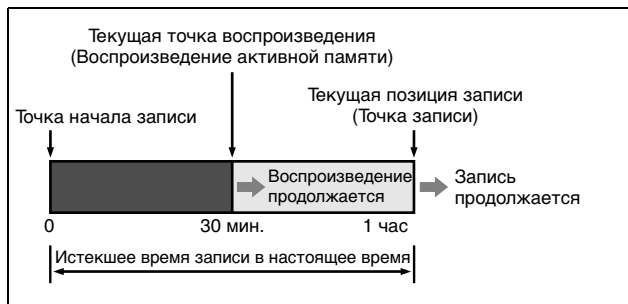 Текущая точка воспроизведения
(Воспроизведение активной памяти)
Текущая позиция записи
(Точка записи)
Точка начала записи
Воспроизведение
продолжается
Запись
продолжается
0
30 мин.
1 час
Истекшее время записи в настоящее время